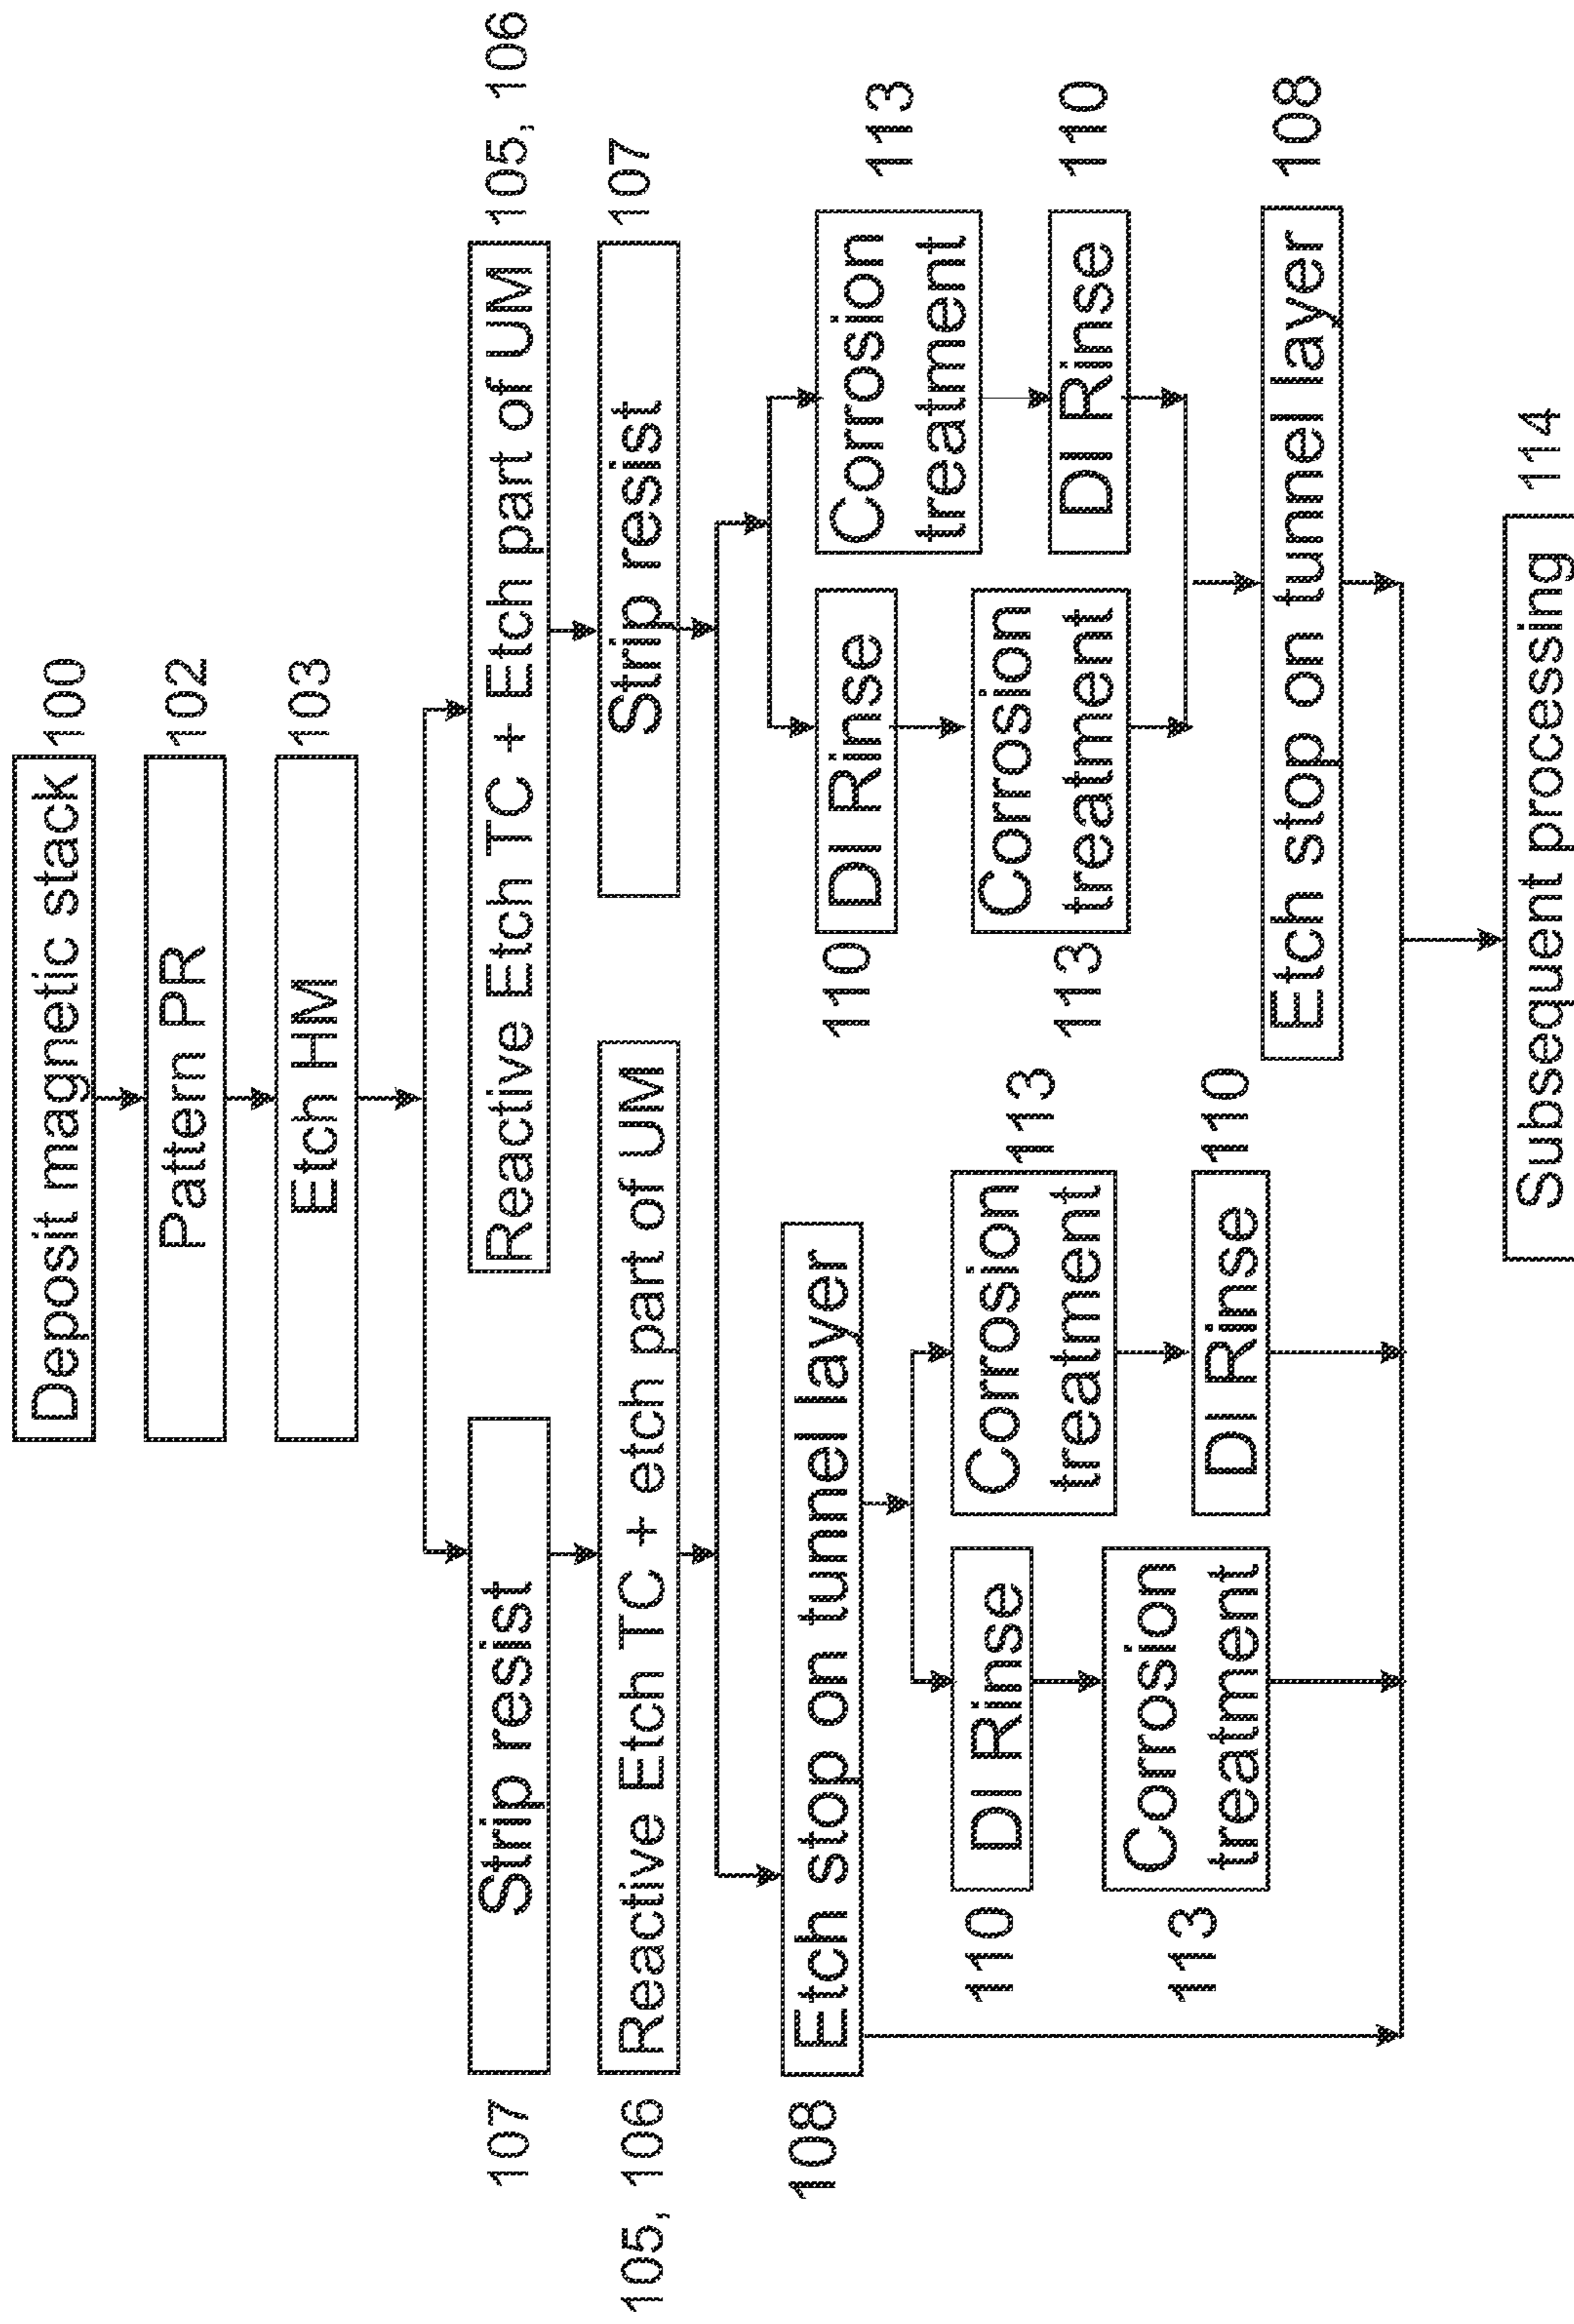 Deposit magnetic stack 100
Pattern PR 102
Etch HM 103
107 Strip resist
Reactive Etch TC + Etch part of UM 105, 106
105, 106 Reactive Etch TC + etch part of UM
Strip resist 107
108 Etch stop on tunnel layer
110 DI Rinse
Corrosion
treatment 113
113 Corrosion
treatment
DI Rinse 110
110 DI Rinse
Corrosion
treatment 113
113 Corrosion
treatment
DI Rinse 110
Etch stop on tunnel layer 108
Subsequent processing 114